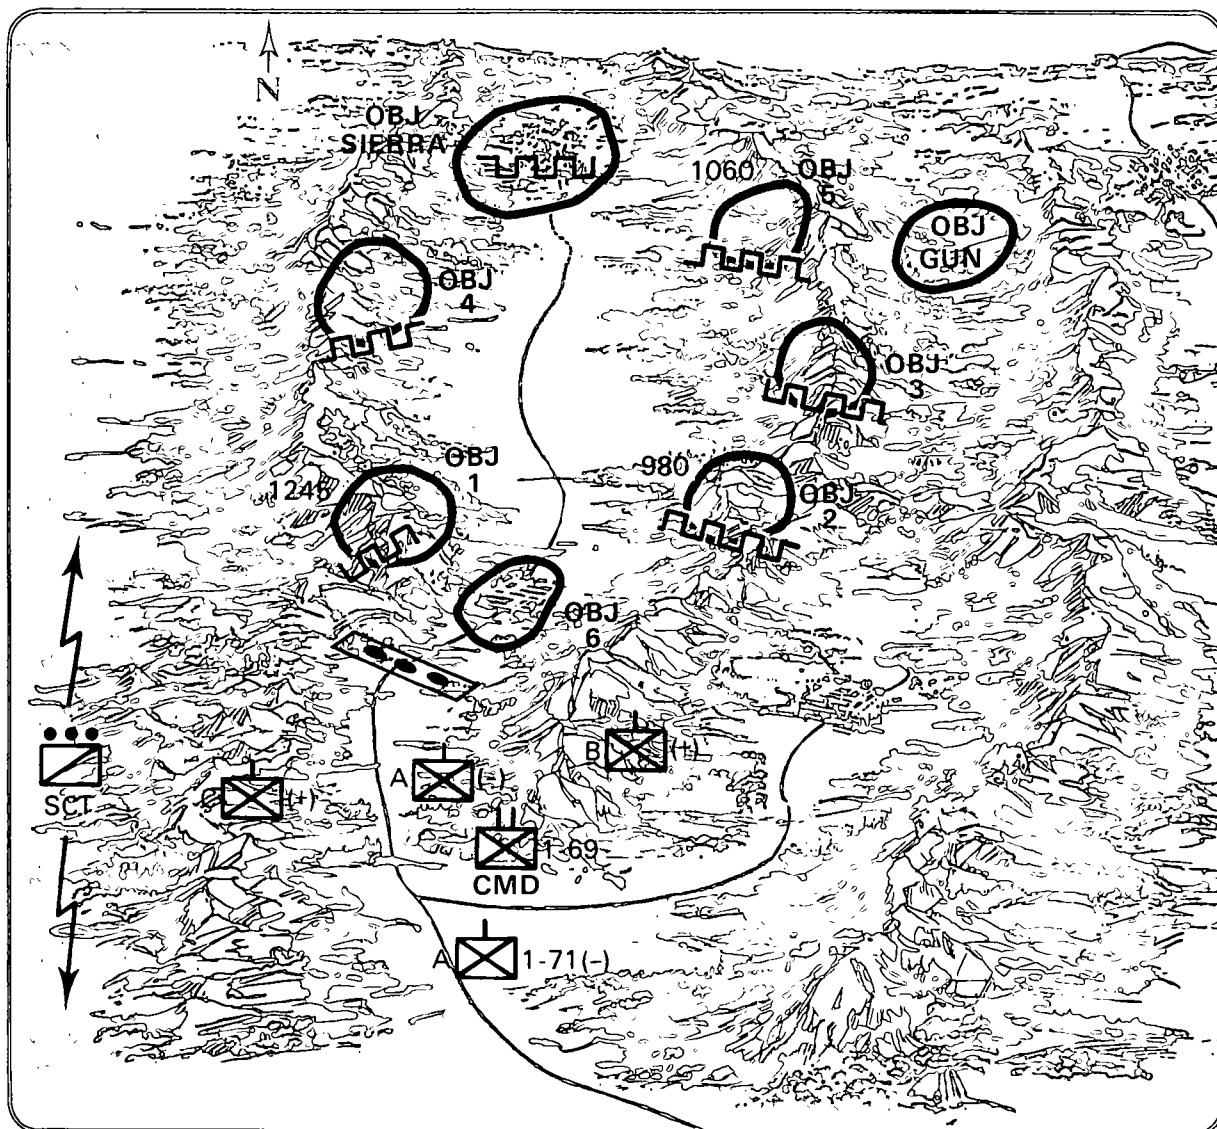 N
OBJ
SIERRA
1060
OBJ
5
OBJ
GUN
OBJ
4
OBJ
3
OBJ
1
1245
980
OBJ
2
OBJ
6
SCT
(+)
A
(-)
B
(+)
1-69
CMD
A
1-71(-)